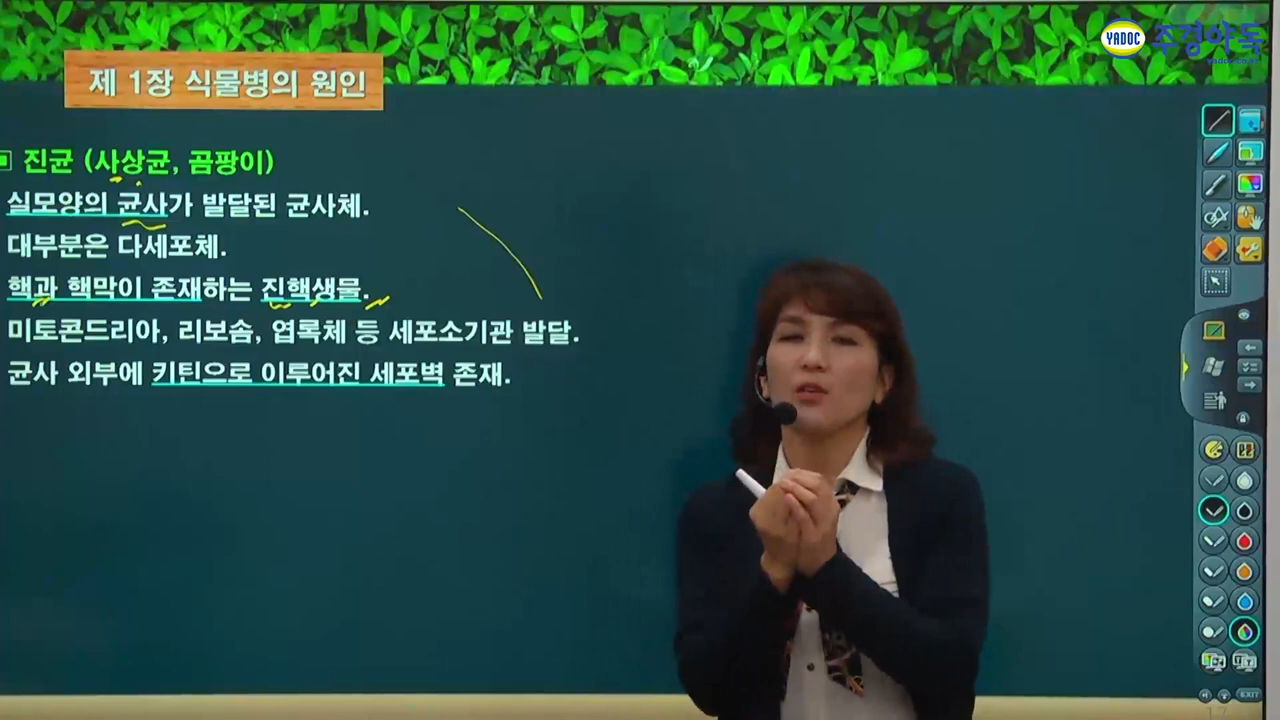 YADOC 주경야독
yadoc.co.kr
제 1장 식물병의 원인
진균 (사상균, 곰팡이)
실모양의 균사가 발달된 균사체.
대부분은 다세포체.
핵과 핵막이 존재하는 진핵생물.
미토콘드리아, 리보솜, 엽록체 등 세포소기관 발달.
균사 외부에 키틴으로 이루어진 세포벽 존재.
EXIT